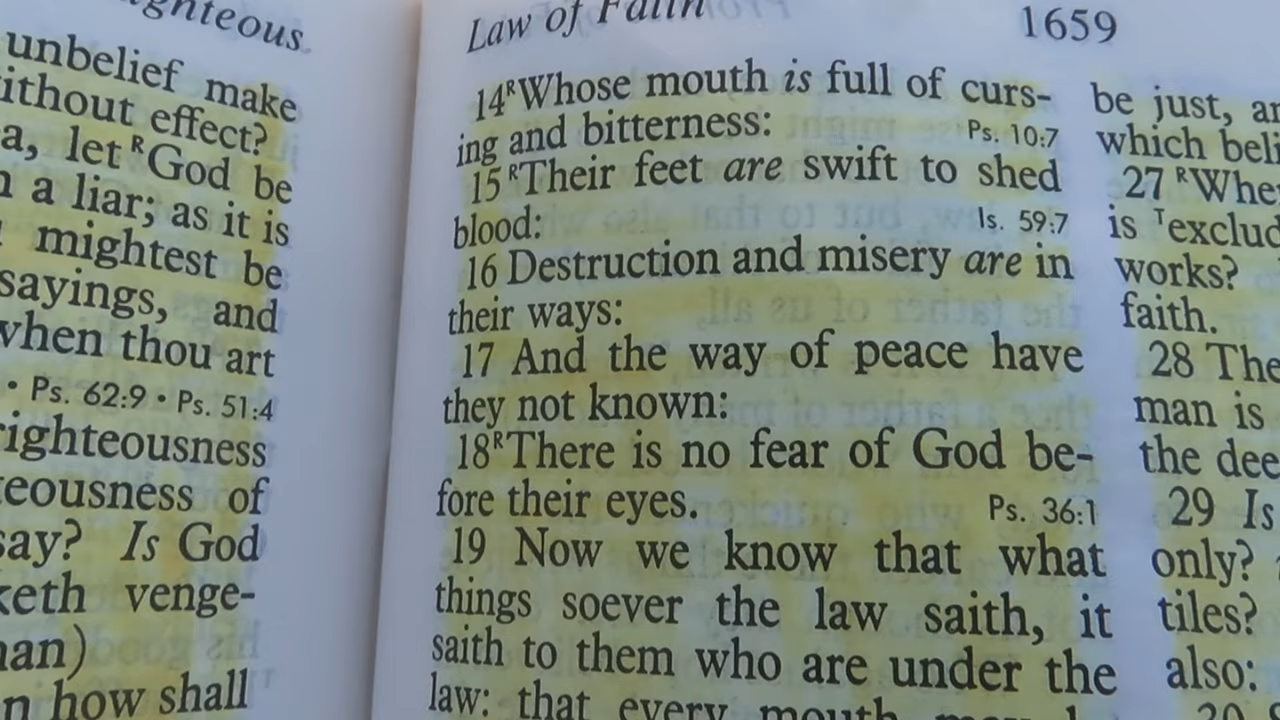 ghteous
unbelief make
ithout effect?
a, let ᴿGod be
a liar; as it is
mightest be
sayings, and
when thou art
• Ps. 62:9 • Ps. 51:4
righteousness
teousness of
say? Is God
keth venge-
man)
n how shall
Law of Faith
1659
14ᴿWhose mouth is full of curs-
ing and bitterness: Ps. 10:7
15ᴿTheir feet are swift to shed
blood: Is. 59:7
16 Destruction and misery are in
their ways:
17 And the way of peace have
they not known:
18ᴿThere is no fear of God be-
fore their eyes. Ps. 36:1
19 Now we know that what
things soever the law saith, it
saith to them who are under the
law: that every mouth may
be just, an
which beli
27 ᴿWhe
is ᵀexclud
works?
faith.
28 The
man is
the dee
29 Is
only?
tiles?
also: